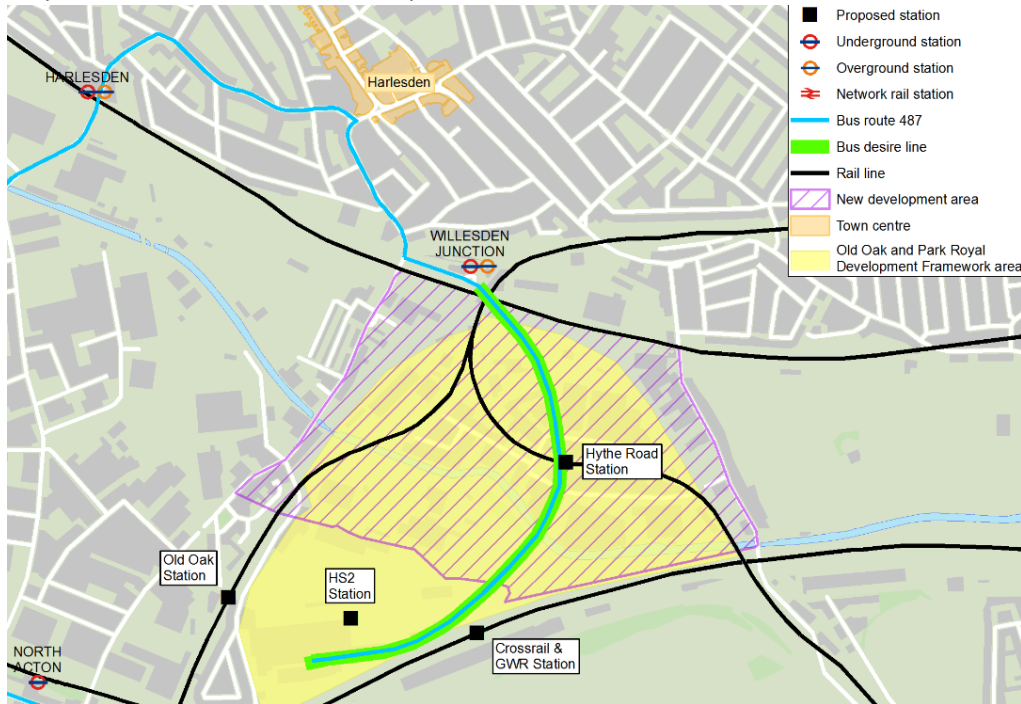 HARLESDEN
Harlesden
WILLESDEN
JUNCTION
Hythe Road
Station
Old Oak
Station
HS2
Station
Crossrail &
GWR Station
NORTH
ACTON
Proposed station
Underground station
Overground station
Network rail station
Bus route 487
Bus desire line
Rail line
New development area
Town centre
Old Oak and Park Royal
Development Framework area